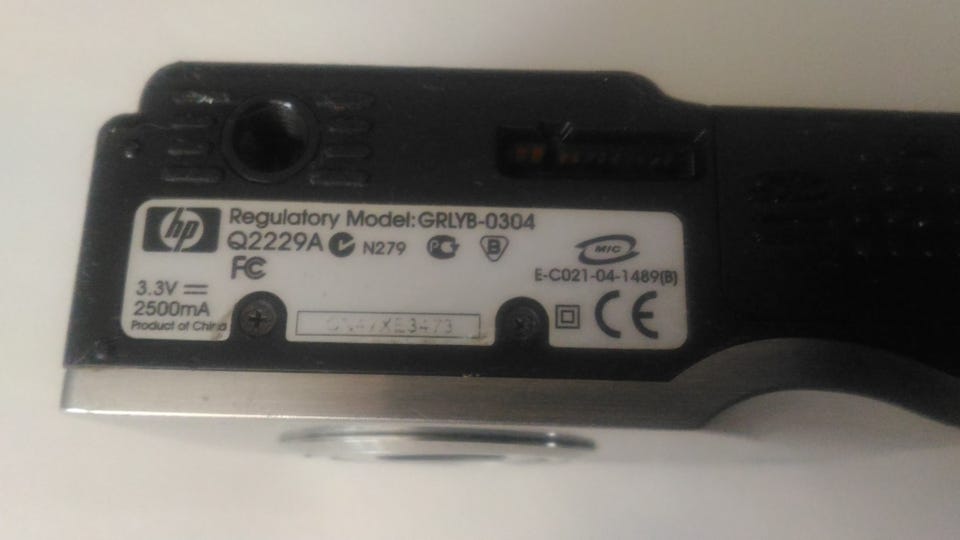 hp
Regulatory Model:GRLYB-0304
Q2229A N279 B
FC
MIC
E-C021-04-1489(B)
3.3V
2500mA
Product of China
CE